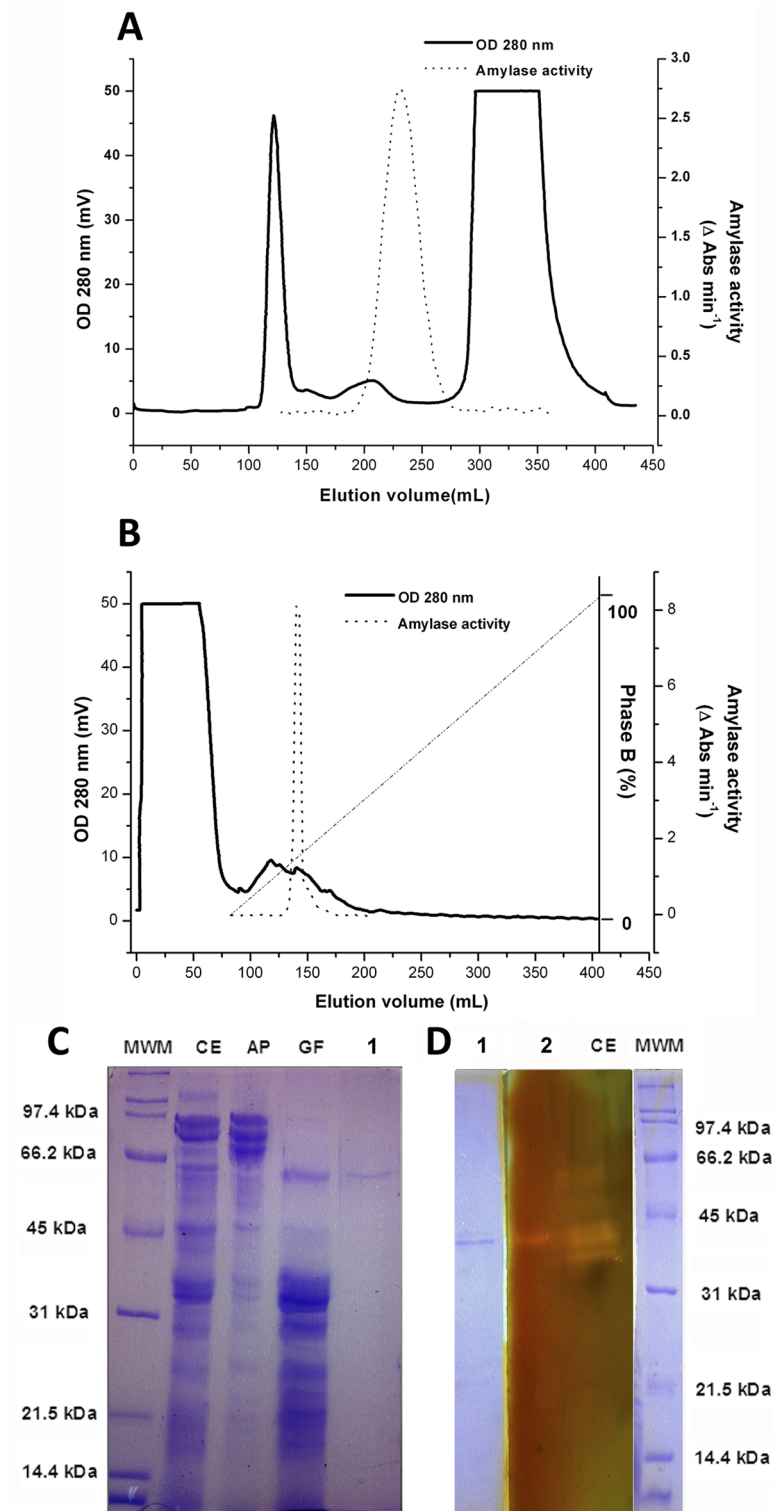 A
OD 280 nm
Amylase activity
3.0
2.5
2.0
1.5
1.0
0.5
0.0
50
40
30
20
10
0
OD 280 nm (mV)
Amylase activity
(Δ Abs min⁻¹)
0 50 100 150 200 250 300 350 400 450
Elution volume(mL)
B
OD 280 nm
Amylase activity
50
40
30
20
10
0
OD 280 nm (mV)
100
0
Phase B (%)
8
6
4
2
0
Amylase activity
(Δ Abs min⁻¹)
0 50 100 150 200 250 300 350 400 450
Elution volume (mL)
C
MWM CE AP GF 1
97.4 kDa
66.2 kDa
45 kDa
31 kDa
21.5 kDa
14.4 kDa
D
1 2 CE MWM
97.4 kDa
66.2 kDa
45 kDa
31 kDa
21.5 kDa
14.4 kDa